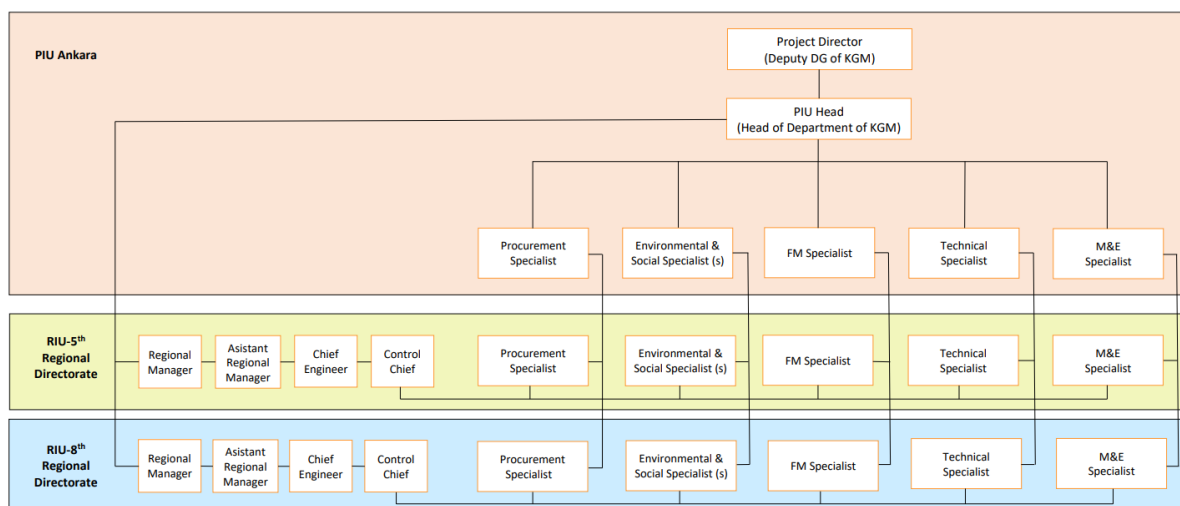 PIU Ankara
Project Director
(Deputy DG of KGM)
PIU Head
(Head of Department of KGM)
Procurement
Specialist
Environmental &
Social Specialist (s)
FM Specialist
Technical
Specialist
M&E
Specialist
RIU-5th
Regional
Directorate
Regional
Manager
Asistant
Regional
Manager
Chief
Engineer
Control
Chief
Procurement
Specialist
Environmental &
Social Specialist (s)
FM Specialist
Technical
Specialist
M&E
Specialist
RIU-8th
Regional
Directorate
Regional
Manager
Asistant
Regional
Manager
Chief
Engineer
Control
Chief
Procurement
Specialist
Environmental &
Social Specialist (s)
FM Specialist
Technical
Specialist
M&E
Specialist